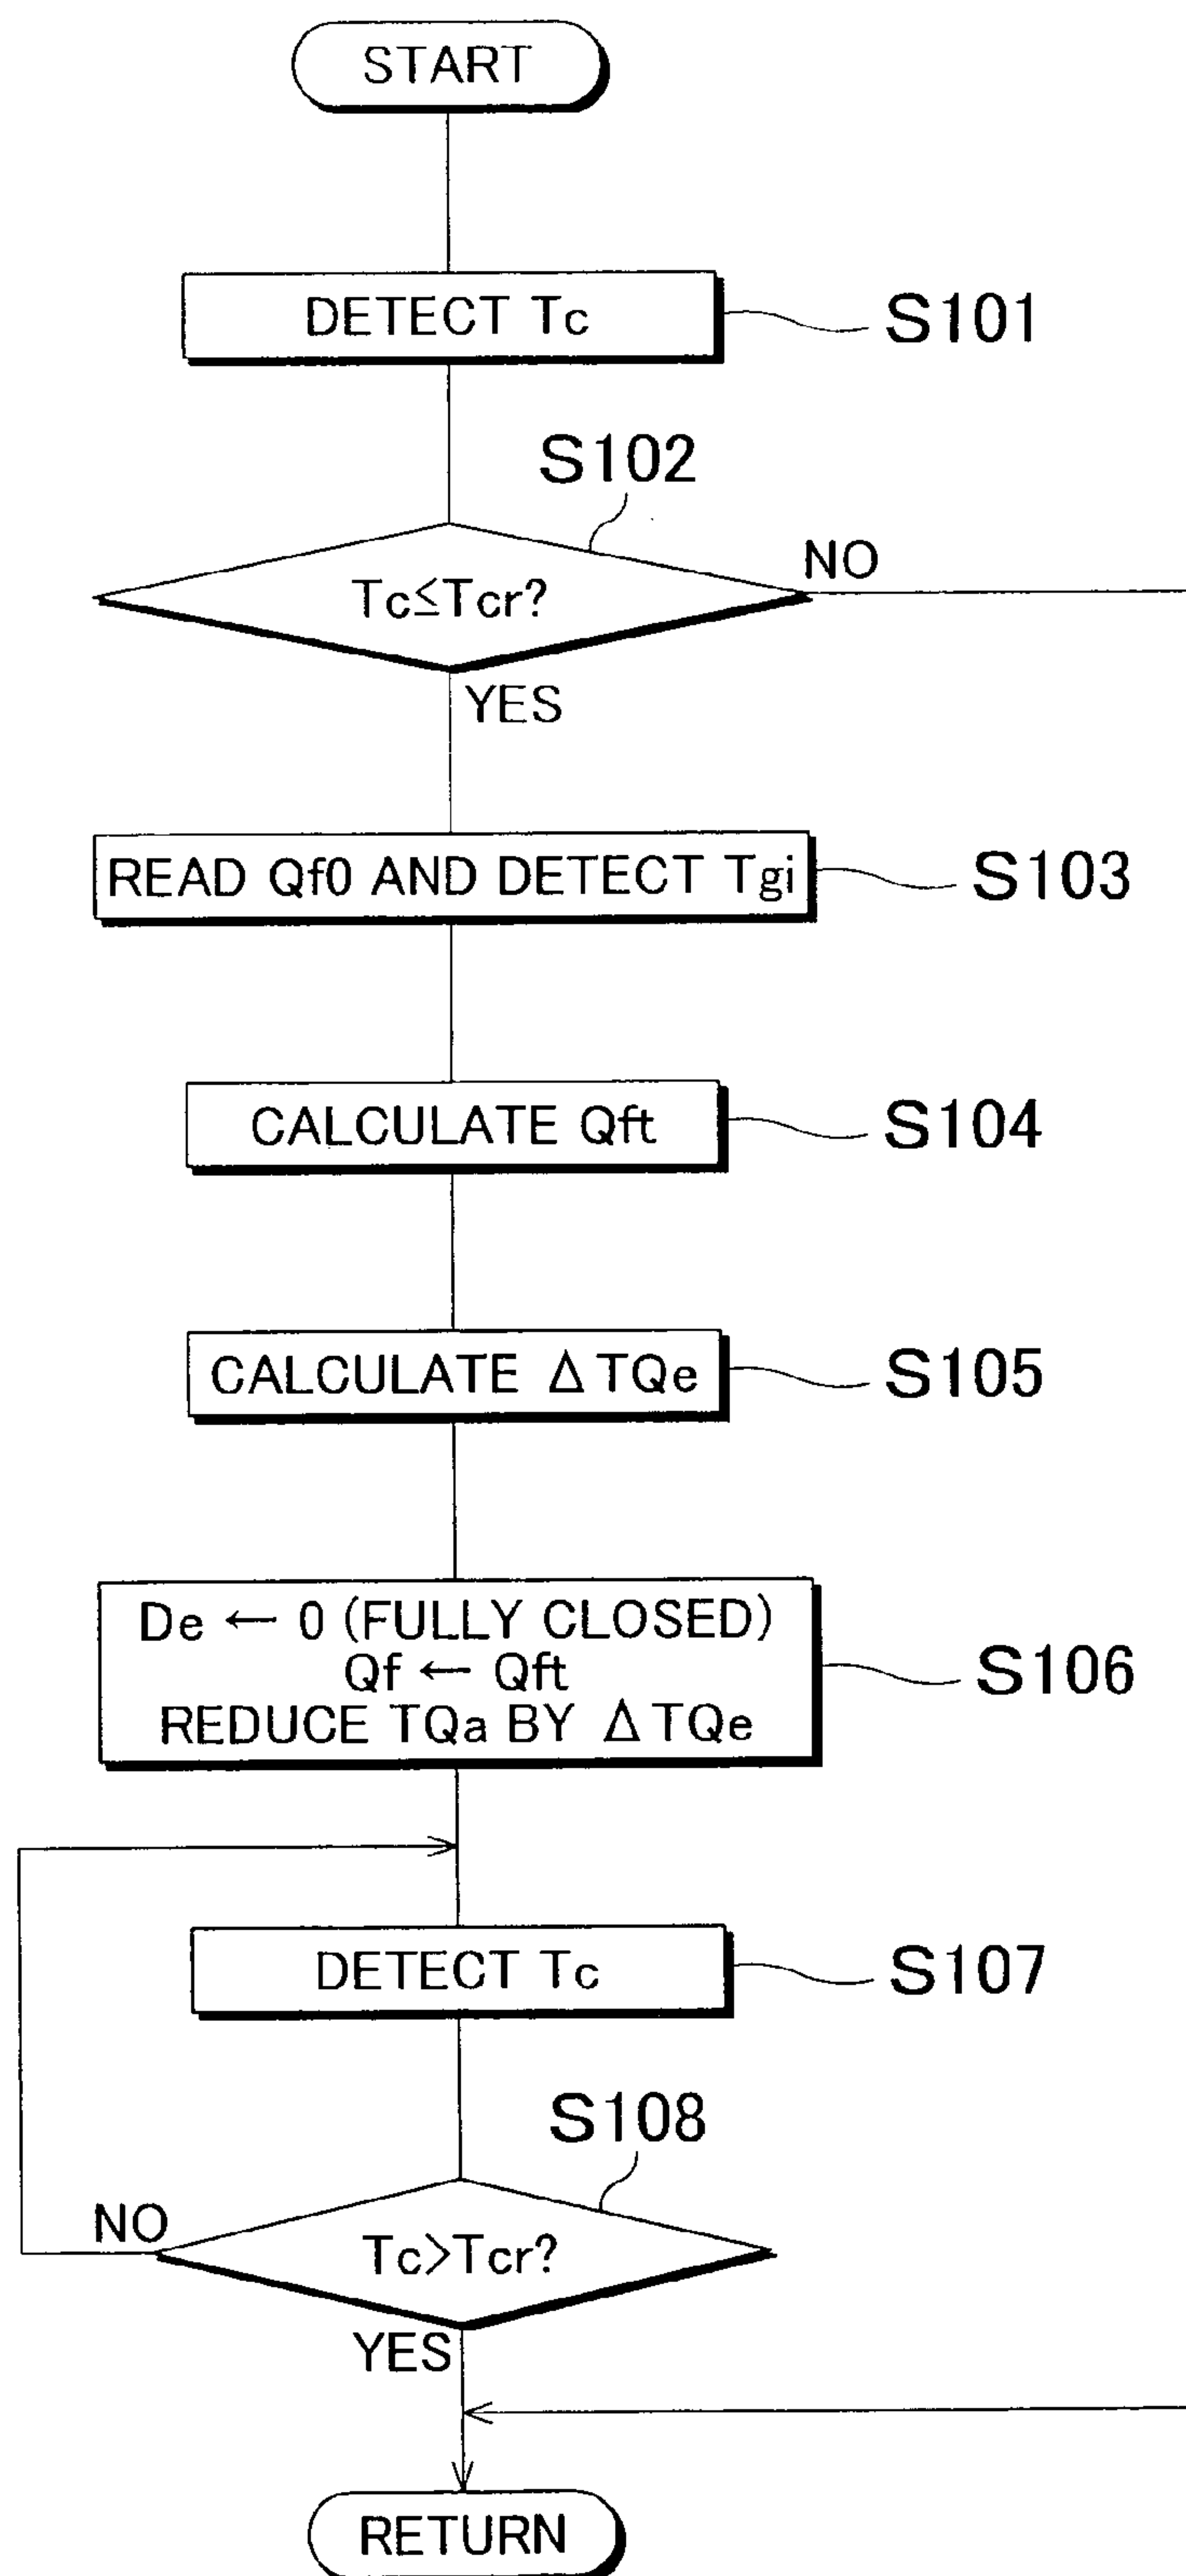 START
DETECT Tc
S101
S102
Tc≤Tcr?
NO
YES
READ Qf0 AND DETECT Tgi
S103
CALCULATE Qft
S104
CALCULATE Δ TQe
S105
De ← 0 (FULLY CLOSED)
Qf ← Qft
REDUCE TQa BY Δ TQe
S106
DETECT Tc
S107
S108
NO
Tc>Tcr?
YES
RETURN